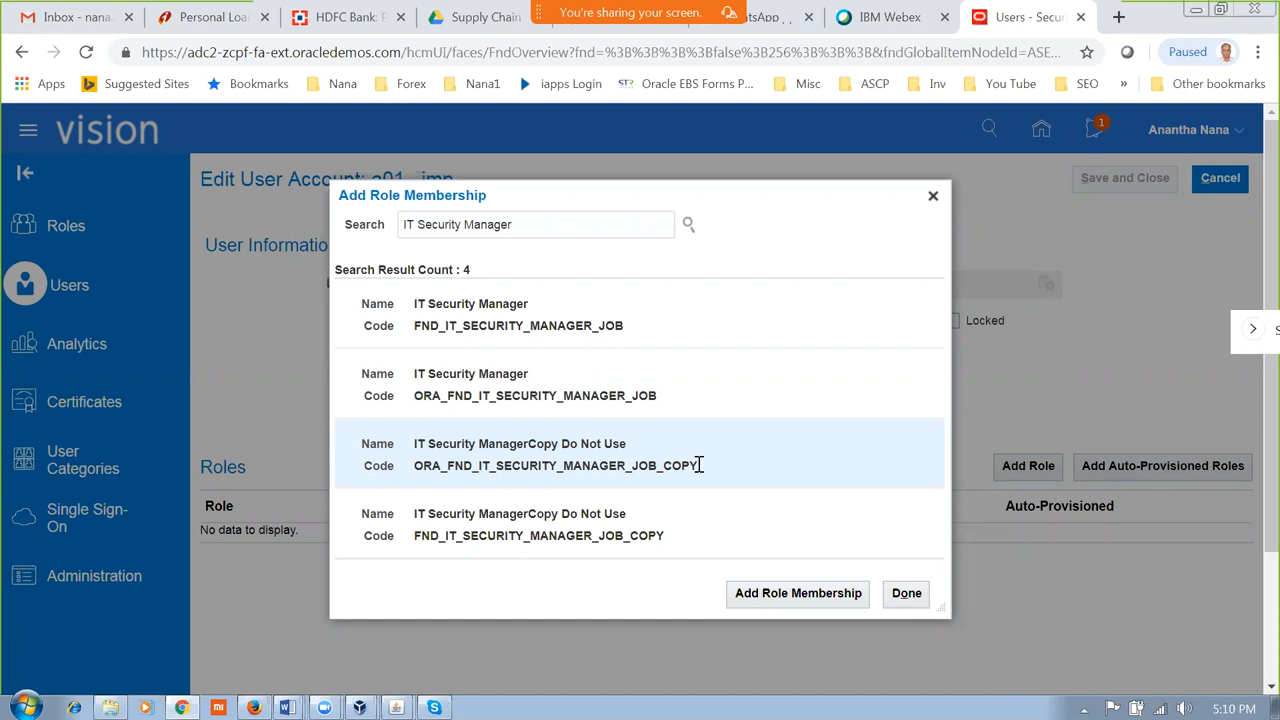 Inbox - nana.
Personal Loa
HDFC Bank: P
Supply Chain
You're sharing your screen.
tsApp
IBM Webex
Users - Secur
https://adc2-zcpf-fa-ext.oracledemos.com/hcmUI/faces/FndOverview?fnd=%3B%3B%3B%3Bfalse%3B256%3B%3B%3B&fndGlobalItemNodeId=ASE...
Paused
Apps
Suggested Sites
Bookmarks
Nana
Forex
Nana1
iapps Login
Oracle EBS Forms P...
Misc
ASCP
Inv
You Tube
SEO
»
Other bookmarks
vision
1
Anantha Nana
Edit User Account: a01_imp
Save and Close
Cancel
Roles
Users
Analytics
Certificates
User
Categories
Single Sign-
On
Administration
User Informatio
Locked
S
Add Role Membership
Search
IT Security Manager
Search Result Count : 4
Name IT Security Manager
Code FND_IT_SECURITY_MANAGER_JOB
Name IT Security Manager
Code ORA_FND_IT_SECURITY_MANAGER_JOB
Name IT Security ManagerCopy Do Not Use
Code ORA_FND_IT_SECURITY_MANAGER_JOB_COPY
Name IT Security ManagerCopy Do Not Use
Code FND_IT_SECURITY_MANAGER_JOB_COPY
Add Role Membership
Done
Roles
Add Role
Add Auto-Provisioned Roles
Role
Auto-Provisioned
No data to display.
5:10 PM